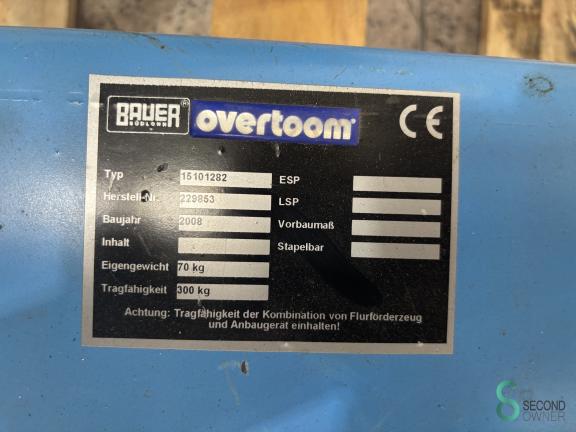 BAUER® overtoom® CE
SÜDLOHN
Typ 15101282
Herstell-Nr. 229853
Baujahr 2008
Inhalt
Eigengewicht 70 kg
Tragfähigkeit 300 kg
ESP
LSP
Vorbaumaß
Stapelbar
Achtung: Tragfähigkeit der Kombination von Flurförderzeug
und Anbaugerät einhalten!
SECOND
OWNER